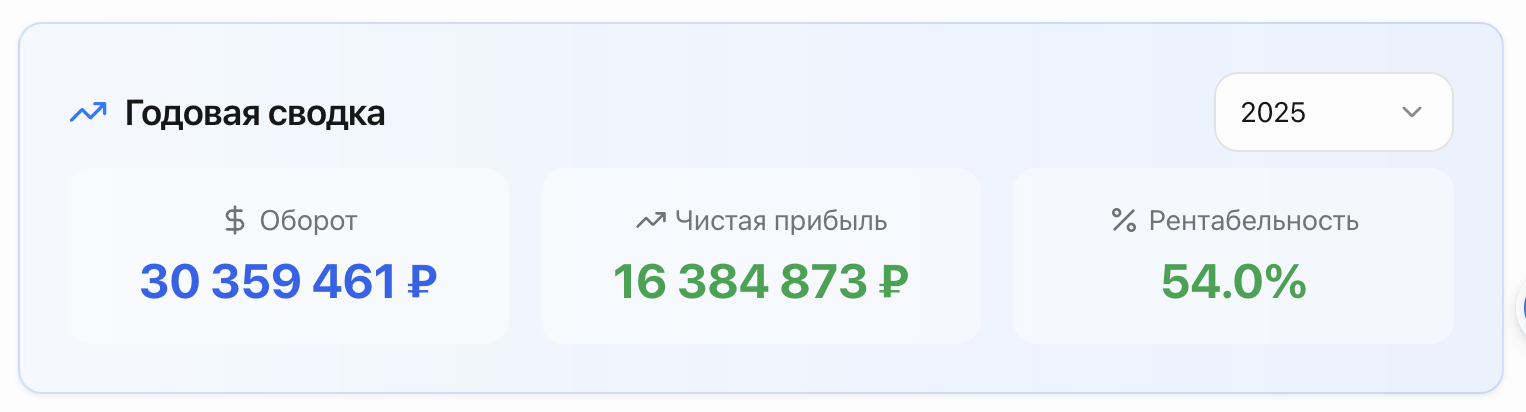 Годовая сводка
2025
Оборот
30 359 461 ₽
Чистая прибыль
16 384 873 ₽
Рентабельность
54.0%